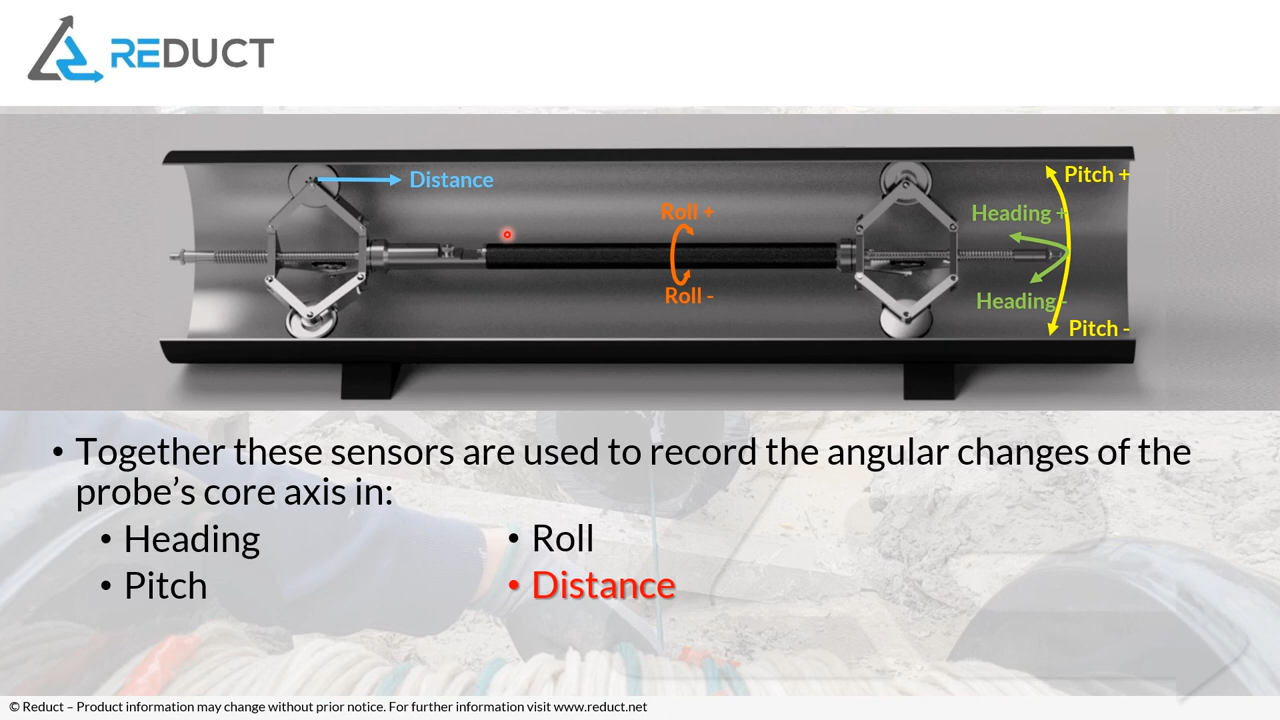 REDUCT
Distance
Roll +
Roll -
Pitch +
Heading +
Heading -
Pitch -
• Together these sensors are used to record the angular changes of the
probe’s core axis in:
• Heading
• Pitch
• Roll
• Distance
© Reduct – Product information may change without prior notice. For further information visit www.reduct.net